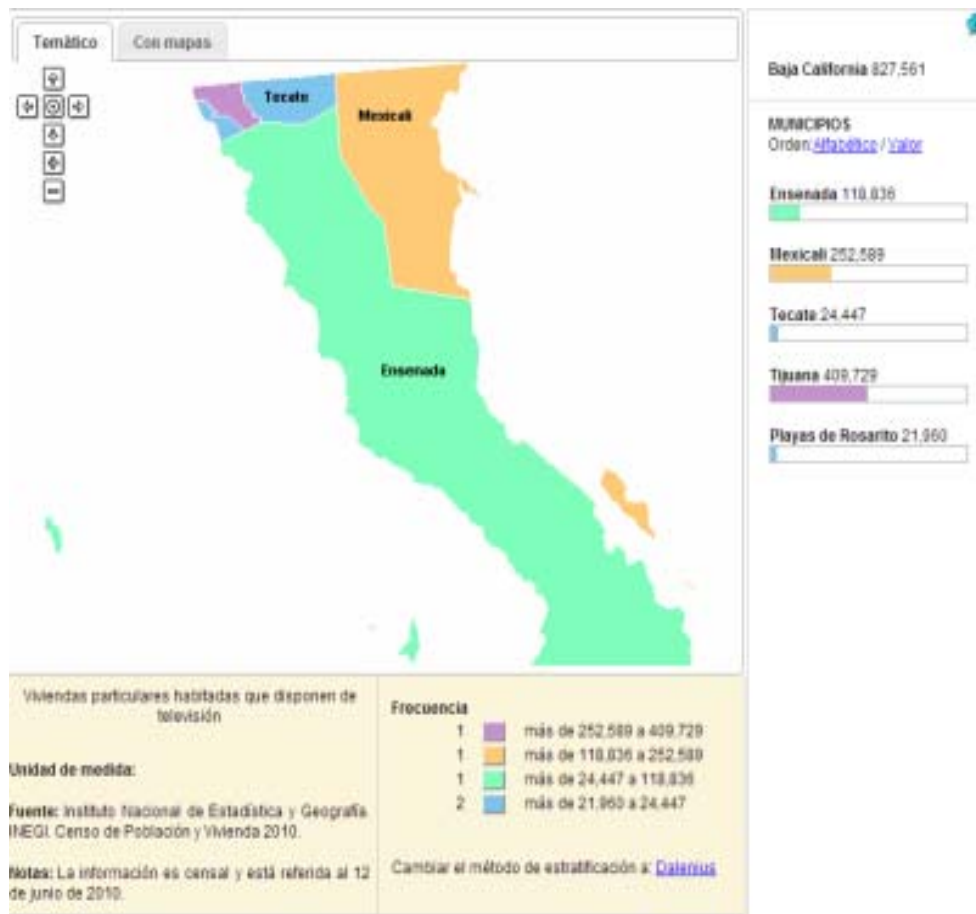 Temático
Con mapas
Tecate
Mexicali
Ensenada
Baja California 827,561
MUNICIPIOS
Orden:Alfabético / Valor
Ensenada 118,836
Mexicali 252,589
Tecate 24,447
Tijuana 409,729
Playas de Rosarito 21,960
Viviendas particulares habitadas que disponen de
televisión
Unidad de medida:
Fuente: Instituto Nacional de Estadística y Geografía.
INEGI. Censo de Población y Vivienda 2010.
Notas: La información es censal y está referida al 12
de junio de 2010.
Frecuencia
1 más de 252,589 a 409,729
1 más de 118,836 a 252,589
1 más de 24,447 a 118,836
2 más de 21,960 a 24,447
Cambiar el método de estratificación a: Dalenius